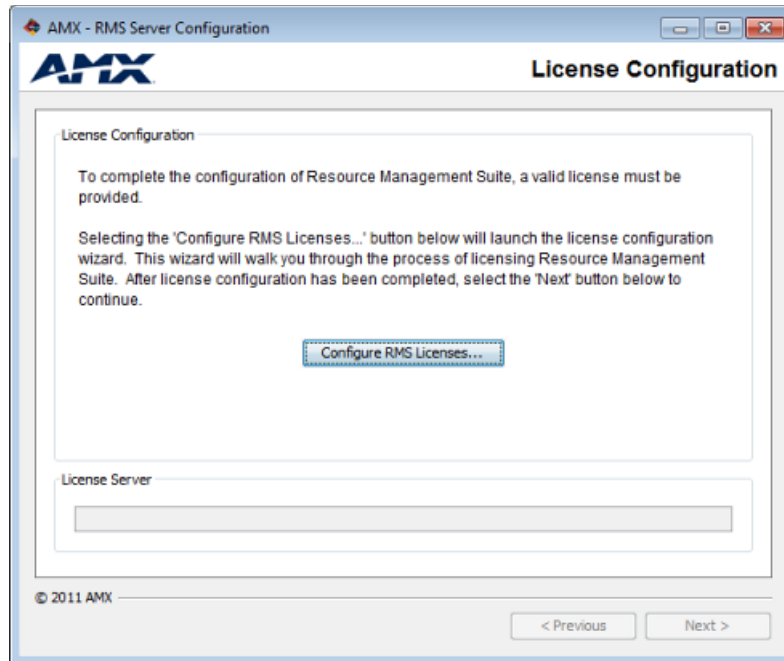 AMX - RMS Server Configuration
AMX
License Configuration
License Configuration
To complete the configuration of Resource Management Suite, a valid license must be
provided.
Selecting the 'Configure RMS Licenses...' button below will launch the license configuration
wizard. This wizard will walk you through the process of licensing Resource Management
Suite. After license configuration has been completed, select the 'Next' button below to
continue.
Configure RMS Licenses...
License Server
© 2011 AMX
< Previous
Next >